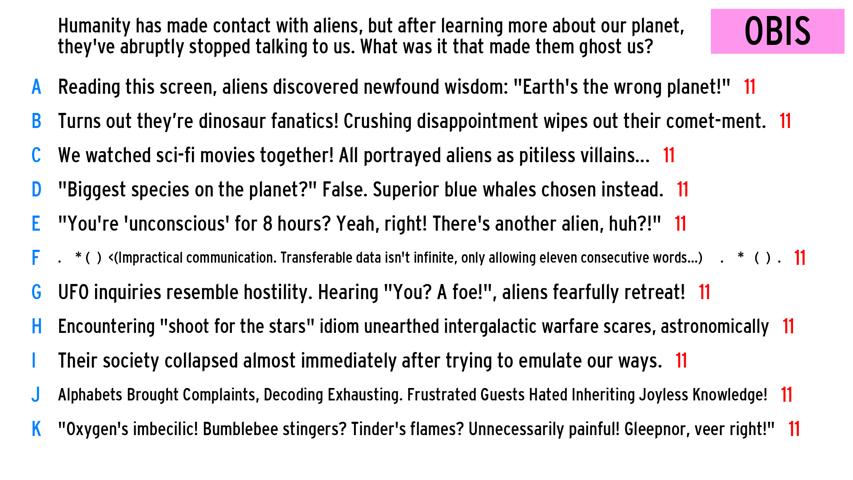 Humanity has made contact with aliens, but after learning more about our planet,
they've abruptly stopped talking to us. What was it that made them ghost us?
OBIS
A Reading this screen, aliens discovered newfound wisdom: "Earth's the wrong planet!" 11
B Turns out they're dinosaur fanatics! Crushing disappointment wipes out their comet-ment. 11
C We watched sci-fi movies together! All portrayed aliens as pitiless villains... 11
D "Biggest species on the planet?" False. Superior blue whales chosen instead. 11
E "You're 'unconscious' for 8 hours? Yeah, right! There's another alien, huh?!" 11
F . *( ) <(Impractical communication. Transferable data isn't infinite, only allowing eleven consecutive words...) . * ( ) . 11
G UFO inquiries resemble hostility. Hearing "You? A foe!", aliens fearfully retreat! 11
H Encountering "shoot for the stars" idiom unearthed intergalactic warfare scares, astronomically 11
I Their society collapsed almost immediately after trying to emulate our ways. 11
J Alphabets Brought Complaints, Decoding Exhausting. Frustrated Guests Hated Inheriting Joyless Knowledge! 11
K "Oxygen's imbecilic! Bumblebee stingers? Tinder's flames? Unnecessarily painful! Gleepnor, veer right!" 11